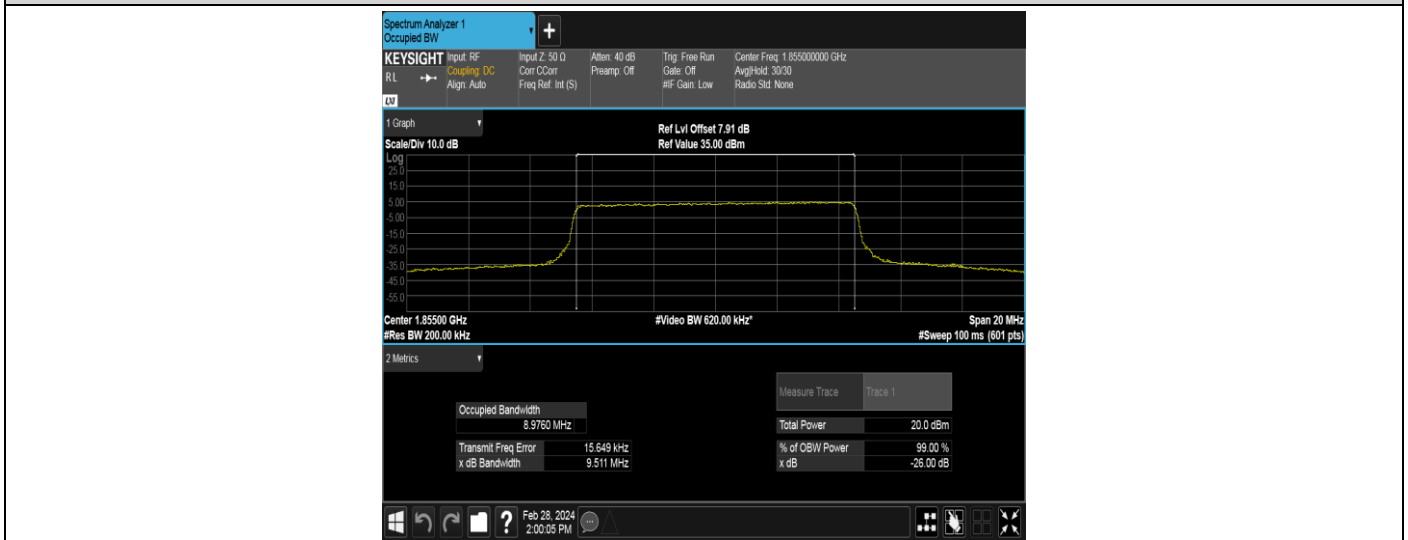 Spectrum Analyzer 1
Occupied BW
+
KEYSIGHT
RL
LXI
Input: RF
Coupling: DC
Align: Auto
Input Z: 50 Ω
Corr CCorr
Freq Ref: Int (S)
Atten: 40 dB
Preamp: Off
Trig: Free Run
Gate: Off
#IF Gain: Low
Center Freq: 1.855000000 GHz
Avg|Hold: 30/30
Radio Std: None
1 Graph
Scale/Div 10.0 dB
Ref Lvl Offset 7.91 dB
Ref Value 35.00 dBm
Log
25.0
15.0
5.00
-5.00
-15.0
-25.0
-35.0
-45.0
-55.0
Center 1.85500 GHz
#Video BW 620.00 kHz*
Span 20 MHz
#Res BW 200.00 kHz
#Sweep 100 ms (601 pts)
2 Metrics
Measure Trace
Trace 1
Occupied Bandwidth
8.9760 MHz
Total Power
20.0 dBm
Transmit Freq Error
15.649 kHz
% of OBW Power
99.00 %
x dB Bandwidth
9.511 MHz
x dB
-26.00 dB
?
Feb 28, 2024
2:00:05 PM